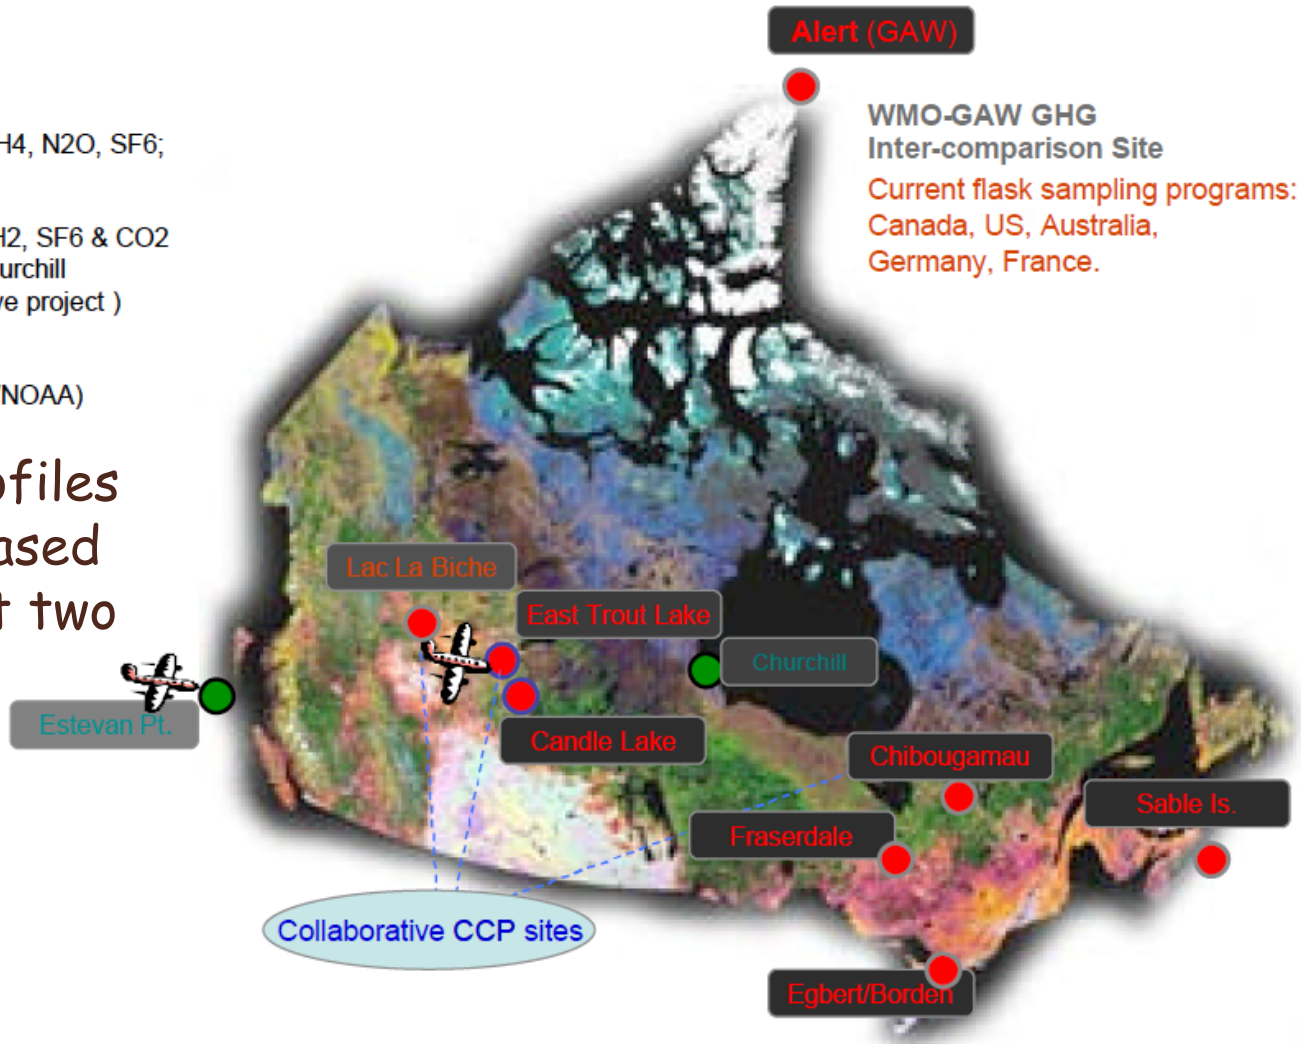 Alert (GAW)
WMO-GAW GHG
Inter-comparison Site
Current flask sampling programs:
Canada, US, Australia,
Germany, France.
H4, N2O, SF6;
H2, SF6 & CO2
urchill
ve project )
/NOAA)
ofiles
ased
t two
Lac La Biche
East Trout Lake
Churchill
Estevan Pt.
Candle Lake
Chibougamau
Sable Is.
Fraserdale
Collaborative CCP sites
Egbert/Borden